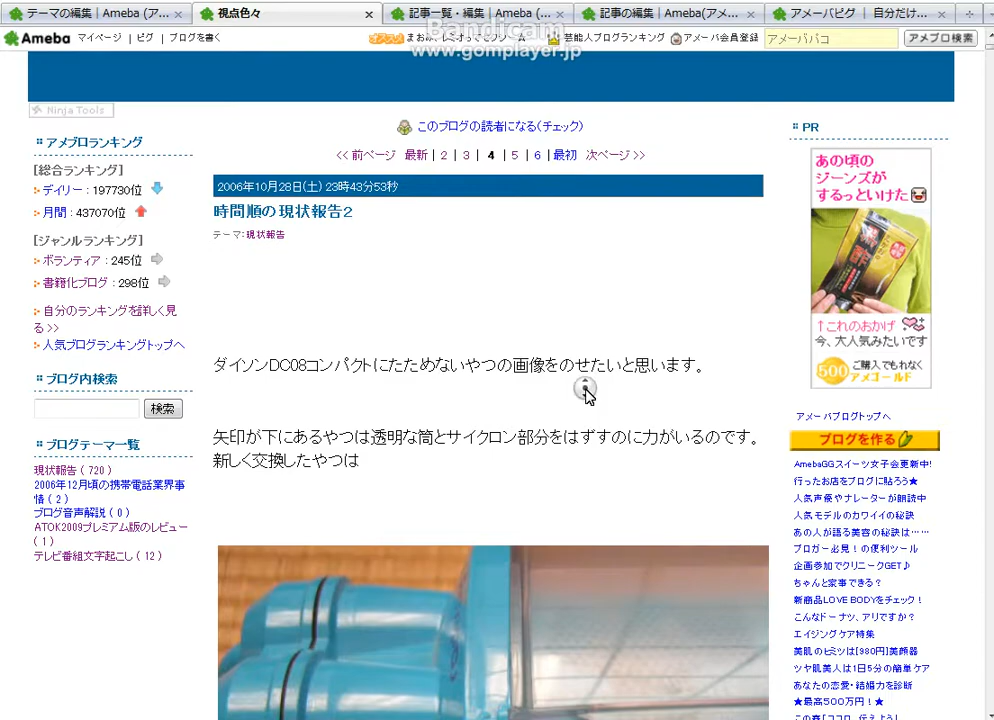 テーマの編集 | Ameba (ア...
視点色々
記事一覧・編集 | Ameba (...
記事の編集 | Ameba(アメ...
アメーバピグ | 自分だけ...
Ameba マイページ | ピグ | ブログを書く
芸能人ブログランキング
アメーバ会員登録
アメーバパコ
アメブロ検索
Bandicam
www.gomplayer.jp
Ninja Tools
アメブロランキング
[総合ランキング]
デイリー : 197730位
月間 : 437070位
[ジャンルランキング]
ボランティア : 245位
書籍化ブログ : 298位
自分のランキングを詳しく見
る >>
人気ブログランキングトップへ
ブログ内検索
検索
ブログテーマ一覧
現状報告 ( 720 )
2006年12月頃の携帯電話業界事
情 ( 2 )
ブログ音声解説 ( 0 )
ATOK2009プレミアム版のレビュー
( 1 )
テレビ番組文字起こし ( 12 )
このブログの読者になる(チェック)
<< 前ページ 最新 | 2 | 3 | 4 | 5 | 6 | 最初 次ページ >>
2006年10月28日(土) 23時43分53秒
時間順の現状報告2
テーマ:現状報告
ダイソンDC08コンパクトにたためないやつの画像をのせたいと思います。
矢印が下にあるやつは透明な筒とサイクロン部分をはずすのに力がいるのです。
新しく交換したやつは
PR
あの頃の
ジーンズが
するっといけた
↑これのおかげ
今、大人気みたいです
500 ご購入でもれなく
アメゴールド
アメーバブログトップへ
ブログを作る
AmebaGGスイーツ女子会更新中!
行ったお店をブログに貼ろう★
人気声優やナレーターが朗読中
人気モデルのカワイイの秘訣
あの人が語る美容の秘訣は……
ブロガー必見!の便利ツール
企画参加でクリニークGET♪
ちゃんと家事できる?
新商品LOVE BODYをチェック!
こんなドーナツ、アリですか?
エイジングケア特集
美肌のヒミツは[980円]美顔器
ツヤ肌美人は1日5分の簡単ケア
あなたの恋愛・結婚力を診断
★最高500万円!★